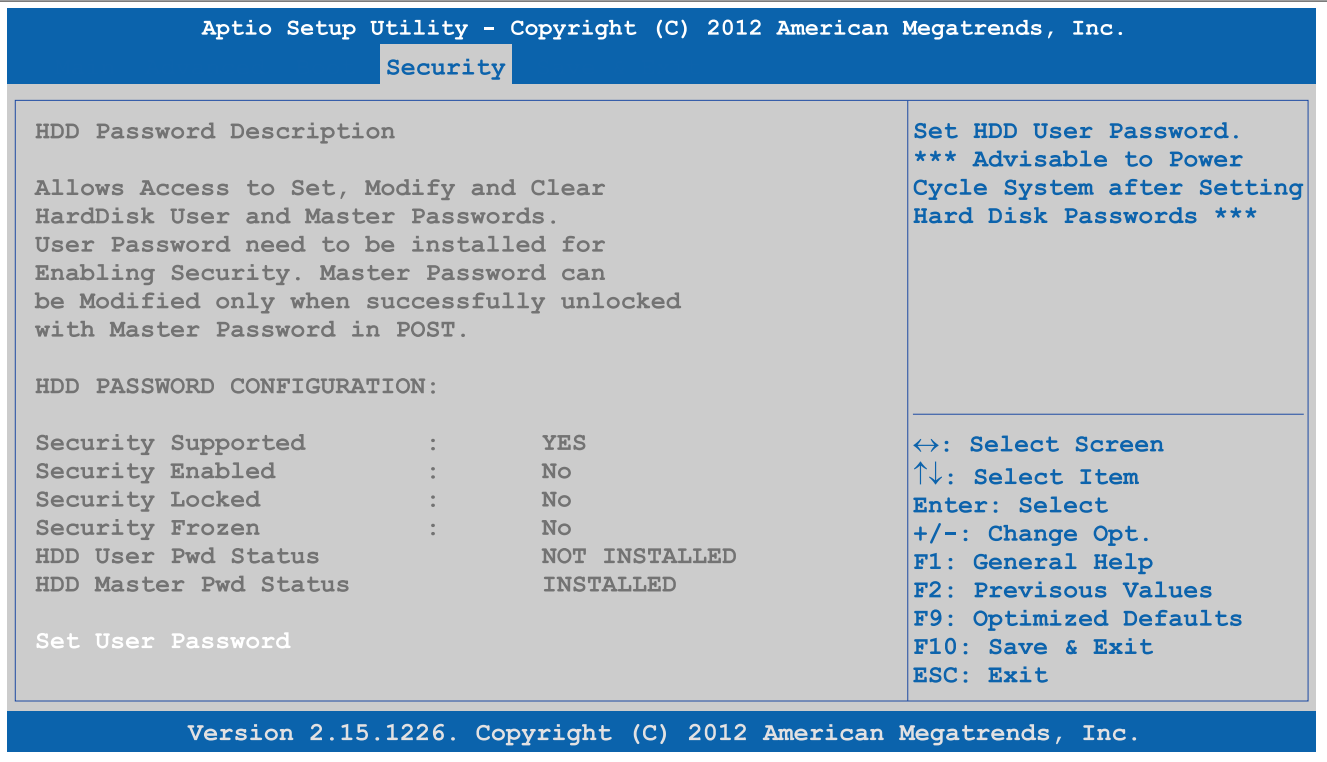 Aptio Setup Utility - Copyright (C) 2012 American Megatrends, Inc.
Security
HDD Password Description
Allows Access to Set, Modify and Clear
HardDisk User and Master Passwords.
User Password need to be installed for
Enabling Security. Master Password can
be Modified only when successfully unlocked
with Master Password in POST.
HDD PASSWORD CONFIGURATION:
Security Supported : YES
Security Enabled : No
Security Locked : No
Security Frozen : No
HDD User Pwd Status NOT INSTALLED
HDD Master Pwd Status INSTALLED
Set User Password
Set HDD User Password.
*** Advisable to Power
Cycle System after Setting
Hard Disk Passwords ***
↔: Select Screen
↑↓: Select Item
Enter: Select
+/-: Change Opt.
F1: General Help
F2: Previsous Values
F9: Optimized Defaults
F10: Save & Exit
ESC: Exit
Version 2.15.1226. Copyright (C) 2012 American Megatrends, Inc.